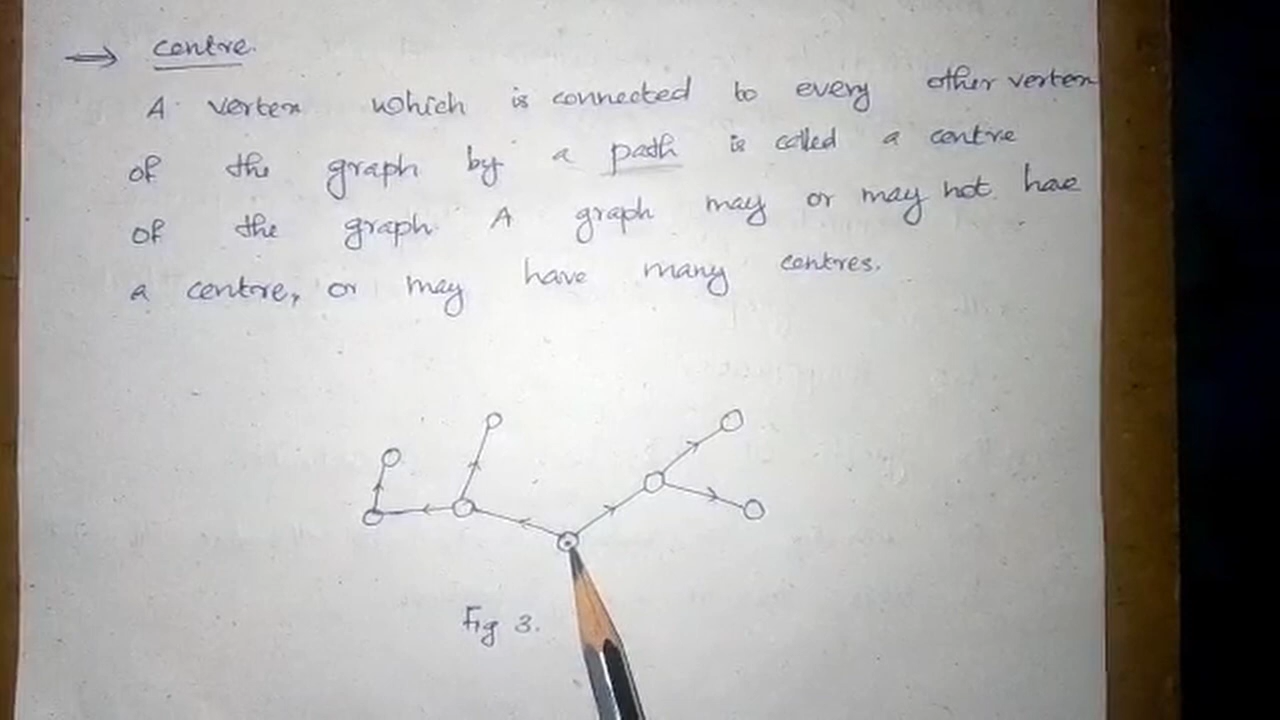 ⇒ centre.
A vertex which is connected to every other vertex
of the graph by a path is called a centre
of the graph. A graph may or may not hae
a centre, or may have many centres.
Fig 3.